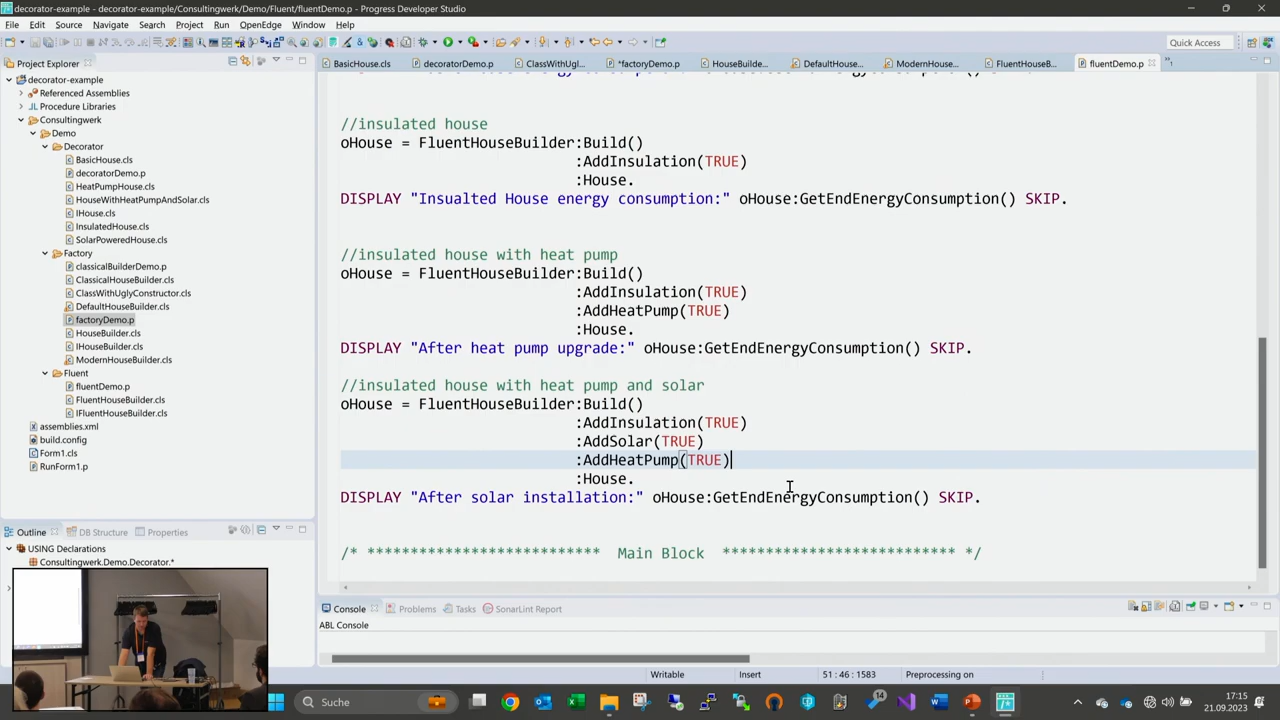 decorator-example - decorator-example/Consultingwerk/Demo/Fluent/fluentDemo.p - Progress Developer Studio
File Edit Source Navigate Search Project Run OpenEdge Window Help
Quick Access
Project Explorer
BasicHouse.cls decoratorDemo.p ClassWithUgl... *factoryDemo.p HouseBuilde... DefaultHouse... ModernHouse... FluentHouseB... fluentDemo.p
decorator-example
Referenced Assemblies
Procedure Libraries
Consultingwerk
Demo
Decorator
BasicHouse.cls
decoratorDemo.p
HeatPumpHouse.cls
HouseWithHeatPumpAndSolar.cls
IHouse.cls
InsulatedHouse.cls
SolarPoweredHouse.cls
Factory
classicalBuilderDemo.p
ClassicalHouseBuilder.cls
ClassWithUglyConstructor.cls
DefaultHouseBuilder.cls
factoryDemo.p
HouseBuilder.cls
IHouseBuilder.cls
ModernHouseBuilder.cls
Fluent
fluentDemo.p
FluentHouseBuilder.cls
IFluentHouseBuilder.cls
assemblies.xml
build.config
Form1.cls
RunForm1.p
//insulated house
oHouse = FluentHouseBuilder:Build()
:AddInsulation(TRUE)
:House.
DISPLAY "Insualted House energy consumption:" oHouse:GetEndEnergyConsumption() SKIP.
//insulated house with heat pump
oHouse = FluentHouseBuilder:Build()
:AddInsulation(TRUE)
:AddHeatPump(TRUE)
:House.
DISPLAY "After heat pump upgrade:" oHouse:GetEndEnergyConsumption() SKIP.
//insulated house with heat pump and solar
oHouse = FluentHouseBuilder:Build()
:AddInsulation(TRUE)
:AddSolar(TRUE)
:AddHeatPump(TRUE)
:House.
DISPLAY "After solar installation:" oHouse:GetEndEnergyConsumption() SKIP.
/* *************************** Main Block *************************** */
Outline DB Structure Properties
USING Declarations
Consultingwerk.Demo.Decorator.*
Console Problems Tasks SonarLint Report
ABL Console
Writable Insert 51 : 46 : 1583 Preprocessing on
Suche
14
17:15
21.09.2023